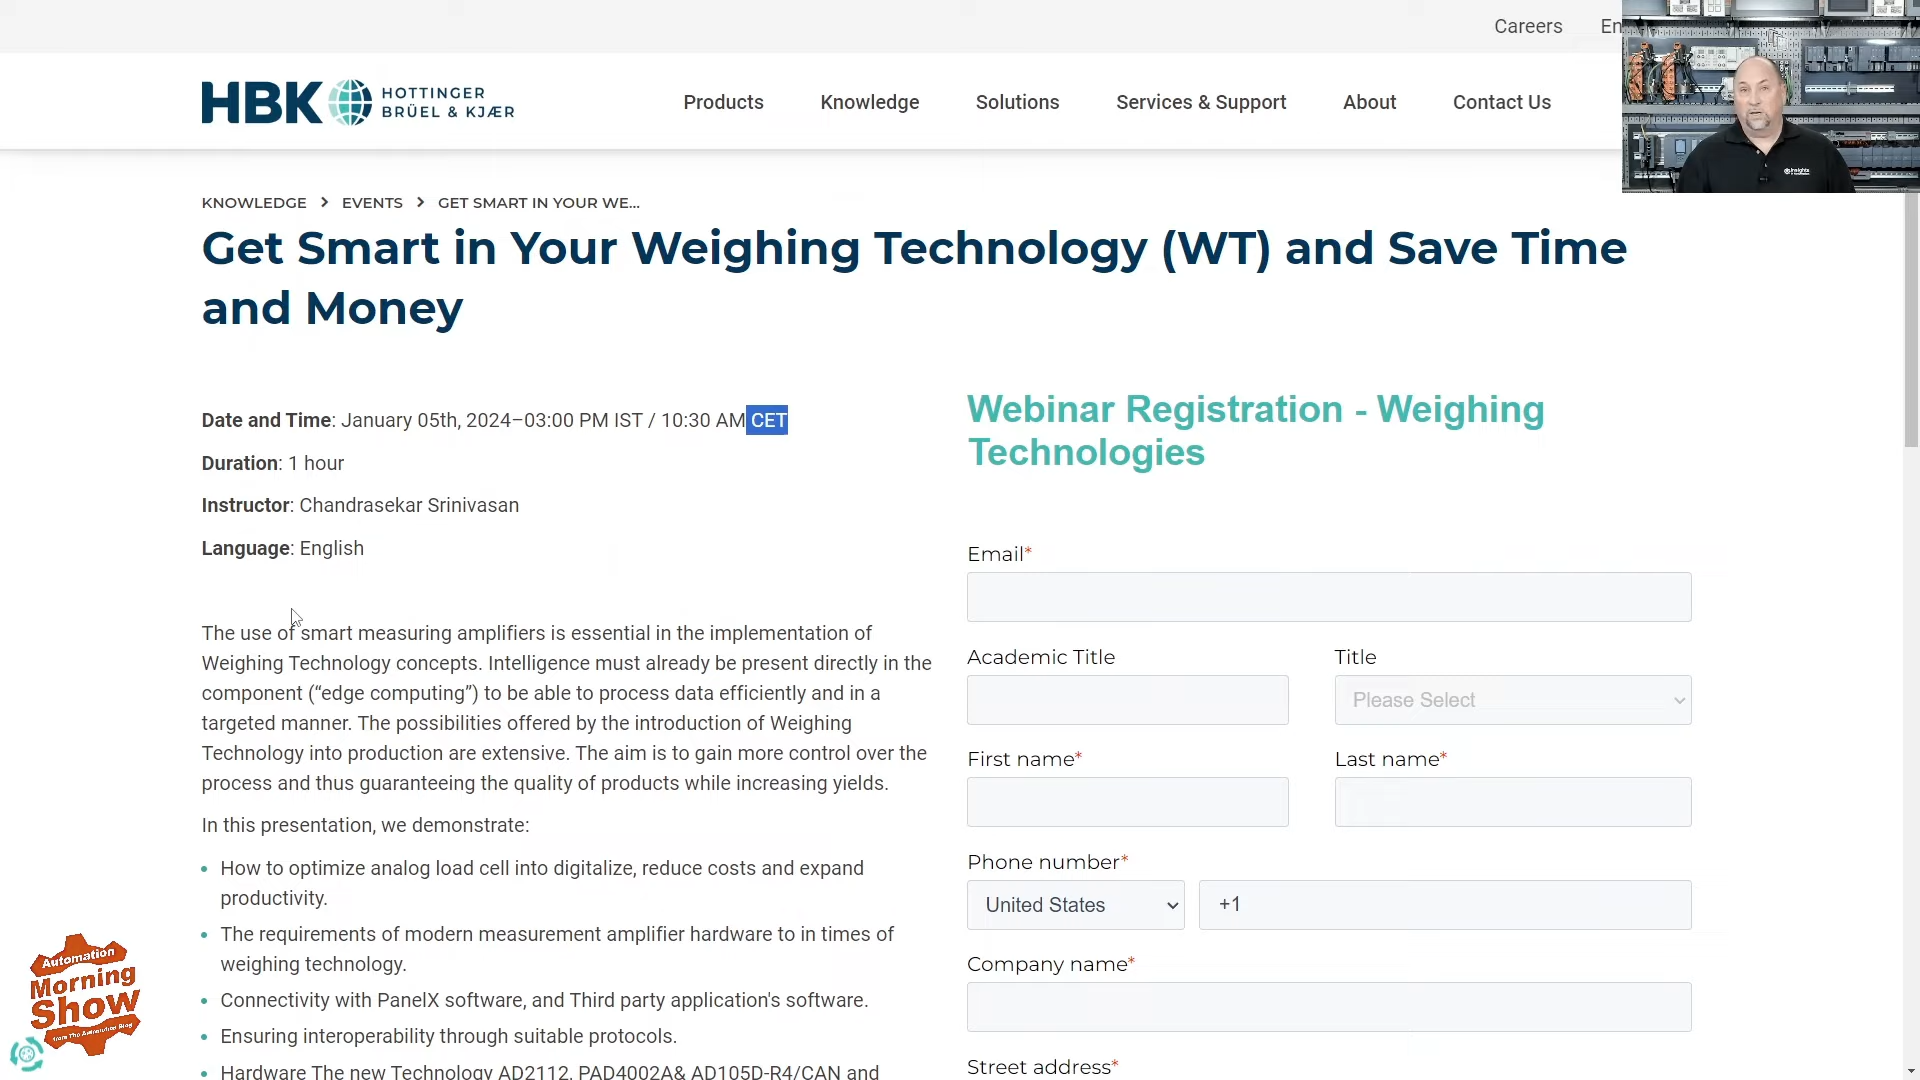 Careers
En
HBK HOTTINGER
BRÜEL & KJÆR
Products Knowledge Solutions Services & Support About Contact Us
KNOWLEDGE > EVENTS > GET SMART IN YOUR WE...
Get Smart in Your Weighing Technology (WT) and Save Time
and Money
Date and Time: January 05th, 2024–03:00 PM IST / 10:30 AM CET
Duration: 1 hour
Instructor: Chandrasekar Srinivasan
Language: English
The use of smart measuring amplifiers is essential in the implementation of
Weighing Technology concepts. Intelligence must already be present directly in the
component (“edge computing”) to be able to process data efficiently and in a
targeted manner. The possibilities offered by the introduction of Weighing
Technology into production are extensive. The aim is to gain more control over the
process and thus guaranteeing the quality of products while increasing yields.
In this presentation, we demonstrate:
• How to optimize analog load cell into digitalize, reduce costs and expand
productivity.
• The requirements of modern measurement amplifier hardware to in times of
weighing technology.
• Connectivity with PanelX software, and Third party application's software.
• Ensuring interoperability through suitable protocols.
• Hardware The new Technology AD2112, PAD4002A& AD105D-R4/CAN and
Webinar Registration - Weighing
Technologies
Email*
Academic Title Title
Please Select
First name* Last name*
Phone number*
United States +1
Company name*
Street address*
Automation
Morning
Show
from The Automation Blog